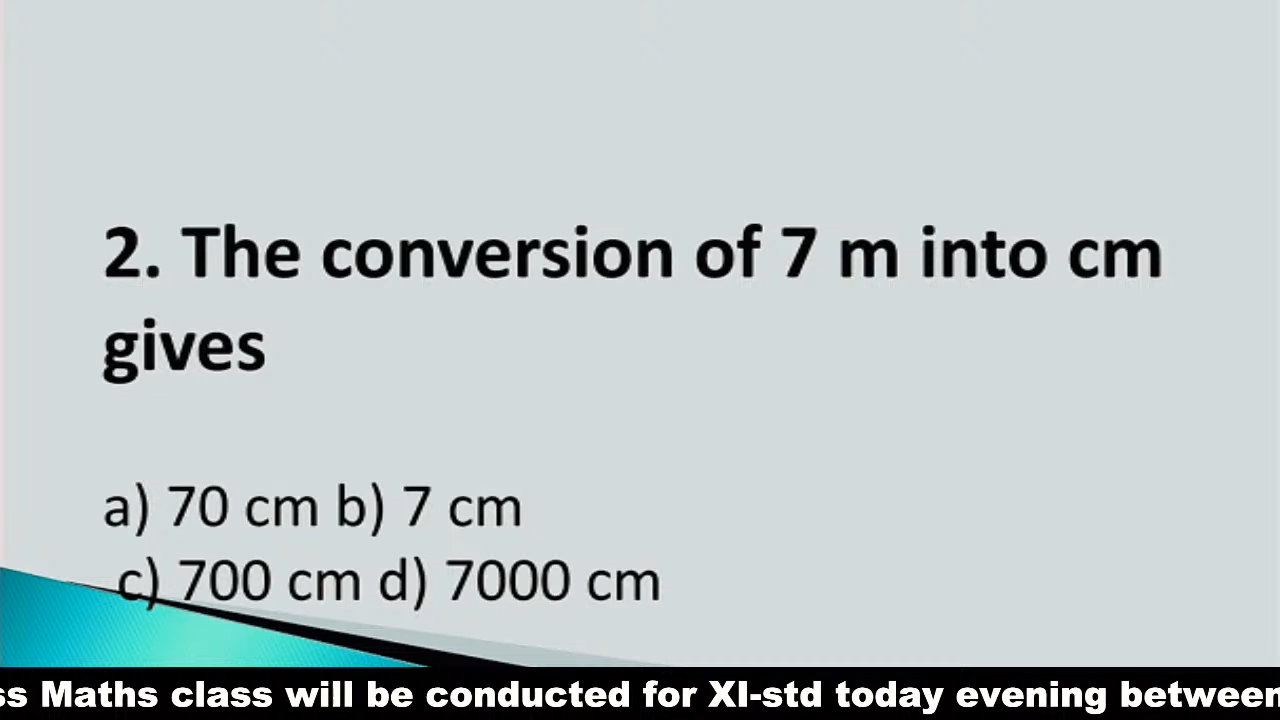 2. The conversion of 7 m into cm
gives
a) 70 cm b) 7 cm
c) 700 cm d) 7000 cm
Maths class will be conducted for XI-std today evening between